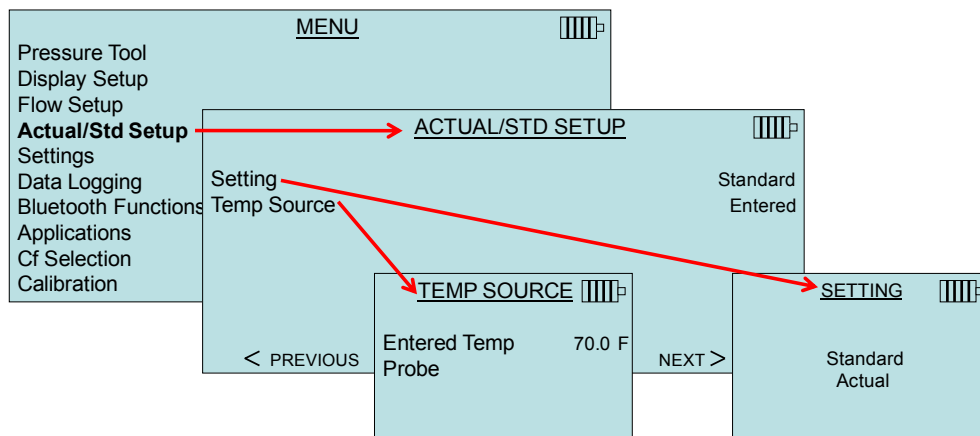 MENU
Pressure Tool
Display Setup
Flow Setup
Actual/Std Setup
Settings
Data Logging
Bluetooth Functions
Applications
Cf Selection
Calibration
ACTUAL/STD SETUP
Setting Standard
Temp Source Entered
< PREVIOUS NEXT >
TEMP SOURCE
Entered Temp 70.0 F
Probe
SETTING
Standard
Actual